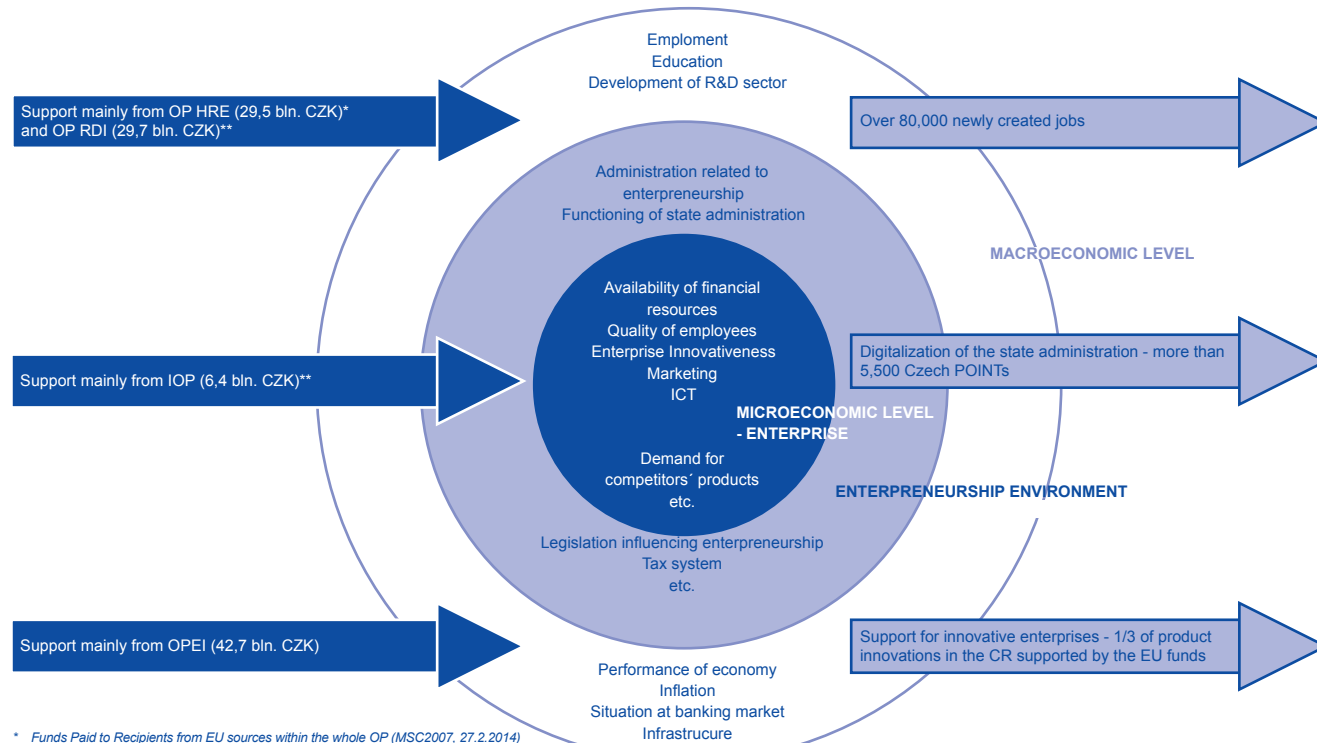 Emploment
Education
Development of R&D sector
Support mainly from OP HRE (29,5 bln. CZK)*
and OP RDI (29,7 bln. CZK)**
Over 80,000 newly created jobs
Administration related to
enterpreneurship
Functioning of state administration
MACROECONOMIC LEVEL
Availability of financial
resources
Quality of employees
Enterprise Innovativeness
Marketing
ICT
Support mainly from IOP (6,4 bln. CZK)**
Digitalization of the state administration - more than
5,500 Czech POINTs
MICROECONOMIC LEVEL
- ENTERPRISE
Demand for
competitors´ products
etc.
ENTERPRENEURSHIP ENVIRONMENT
Legislation influencing enterpreneurship
Tax system
etc.
Support mainly from OPEI (42,7 bln. CZK)
Support for innovative enterprises - 1/3 of product
innovations in the CR supported by the EU funds
Performance of economy
Inflation
Situation at banking market
Infrastrucure
* Funds Paid to Recipients from EU sources within the whole OP (MSC2007, 27.2.2014)